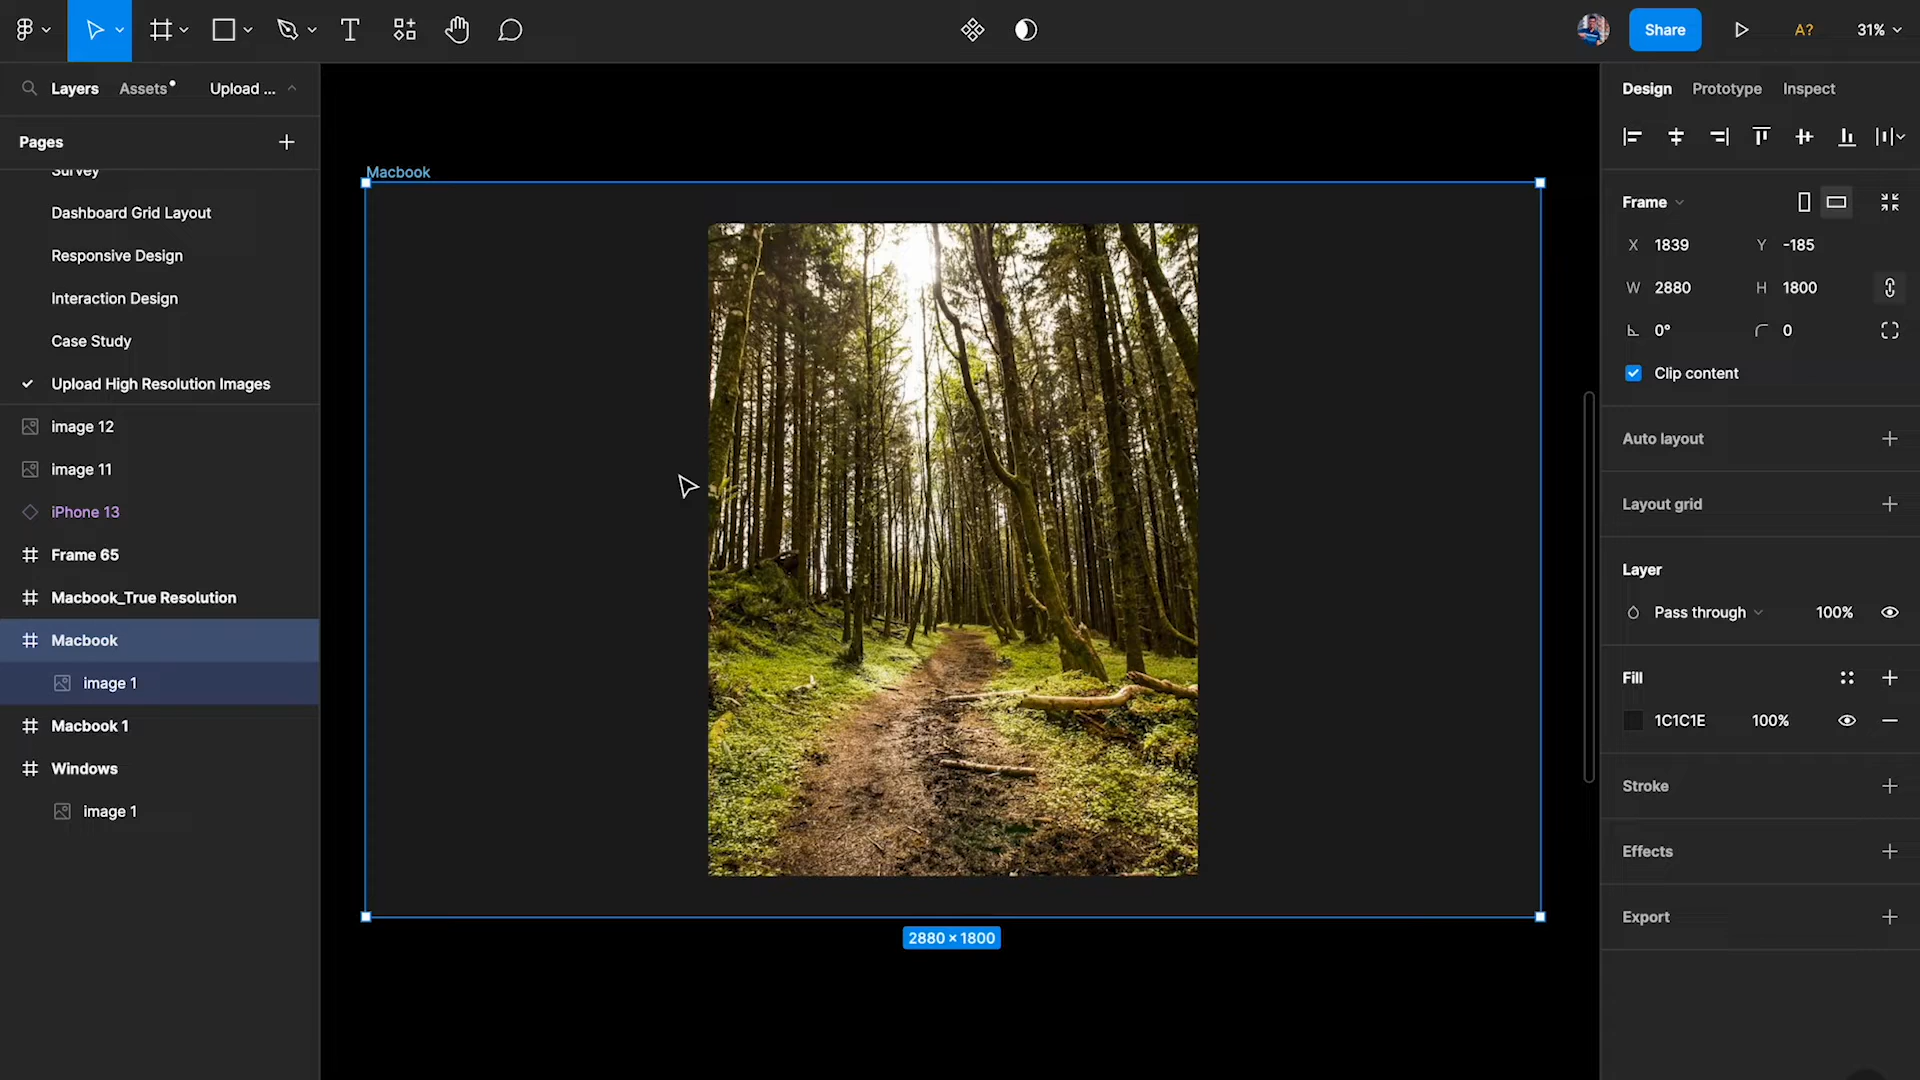 Share
A?
31%
Layers
Assets
Upload ...
Pages
Survey
Dashboard Grid Layout
Responsive Design
Interaction Design
Case Study
Upload High Resolution Images
image 12
image 11
iPhone 13
Frame 65
Macbook_True Resolution
Macbook
image 1
Macbook 1
Windows
image 1
Macbook
2880 × 1800
Design
Prototype
Inspect
Frame
X 1839 Y -185
W 2880 H 1800
0° 0
Clip content
Auto layout
Layout grid
Layer
Pass through 100%
Fill
1C1C1E 100%
Stroke
Effects
Export